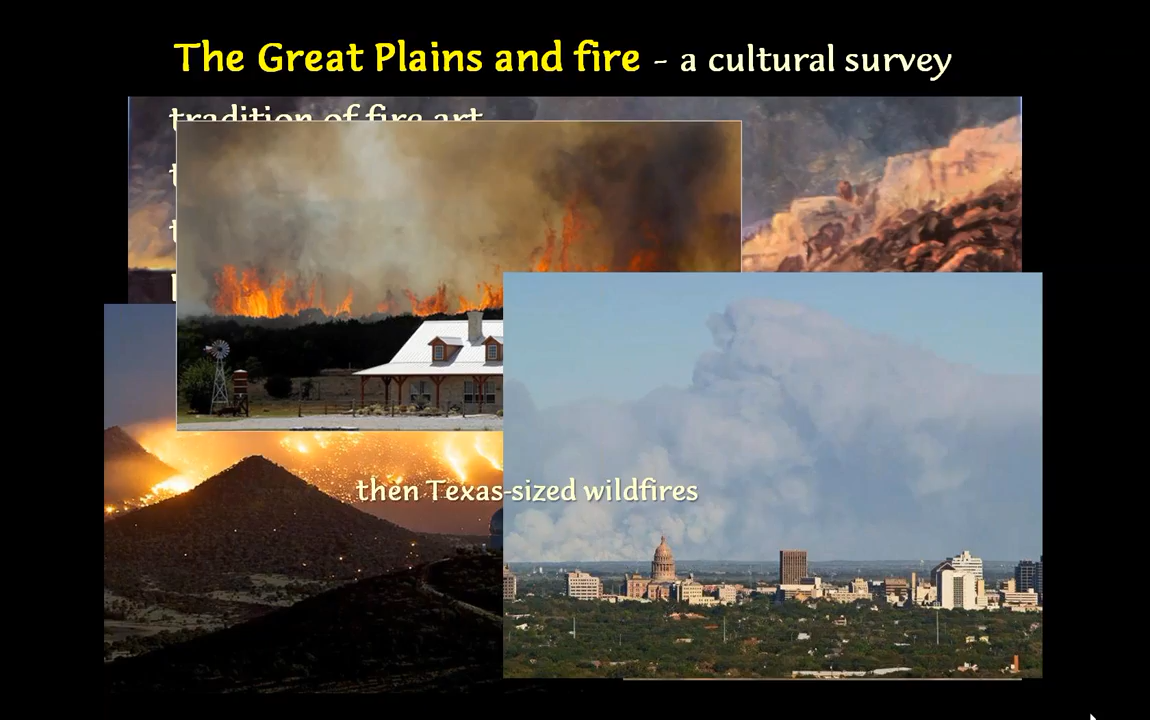 The Great Plains and fire - a cultural survey
tradition of fire art
then Texas-sized wildfires